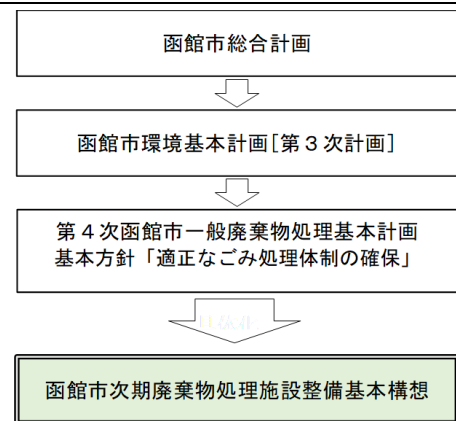 函館市総合計画
函館市環境基本計画[第３次計画]
第４次函館市一般廃棄物処理基本計画
基本方針「適正なごみ処理体制の確保」
函館市次期廃棄物処理施設整備基本構想